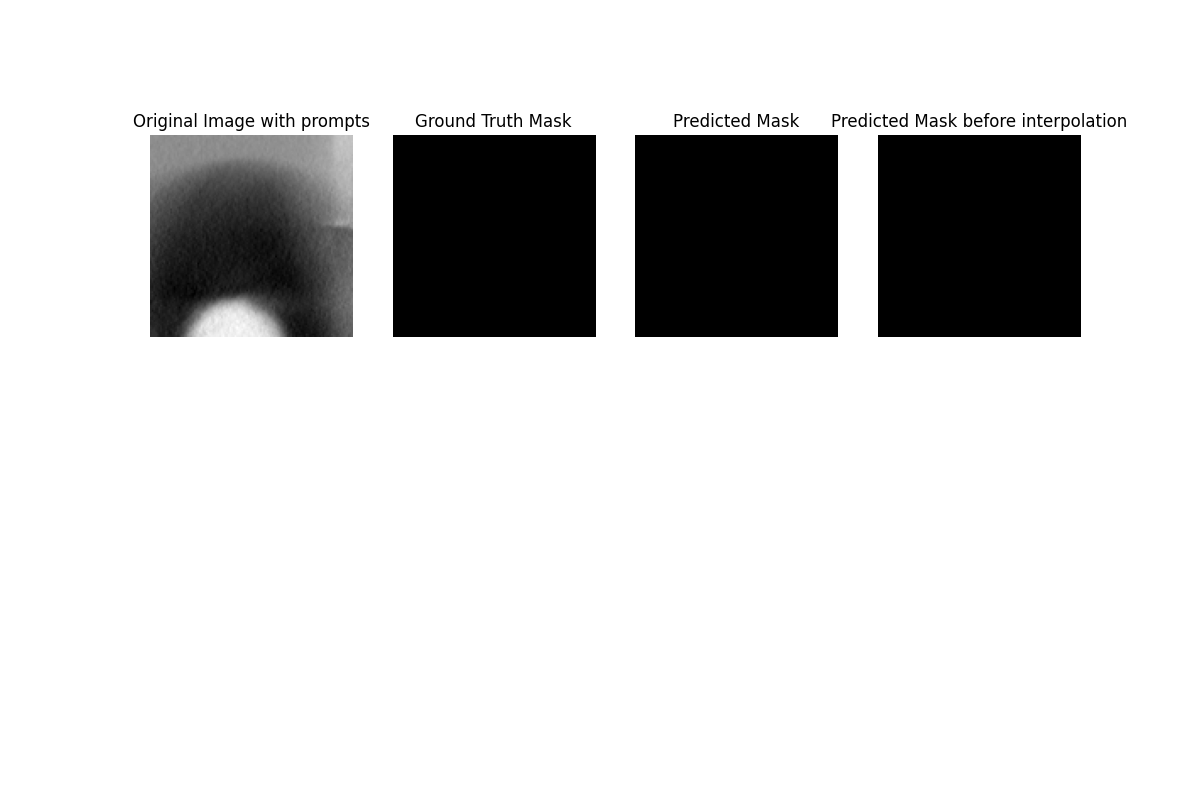 Original Image with prompts
Ground Truth Mask
Predicted Mask
Predicted Mask before interpolation